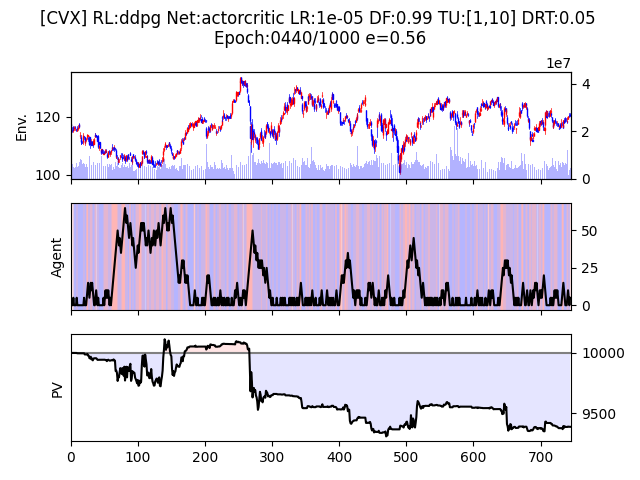 [CVX] RL:ddpg Net:actorcritic LR:1e-05 DF:0.99 TU:[1,10] DRT:0.05
Epoch:0440/1000 e=0.56
1e7
Env.
120
100
4
2
0
Agent
50
25
0
PV
10000
9500
0 100 200 300 400 500 600 700